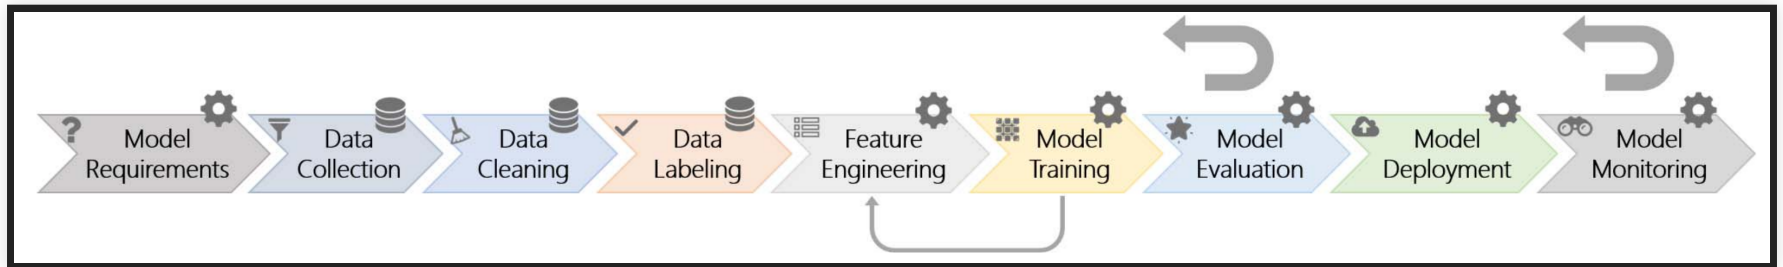 Model
Requirements
Data
Collection
Data
Cleaning
Data
Labeling
Feature
Engineering
Model
Training
Model
Evaluation
Model
Deployment
Model
Monitoring